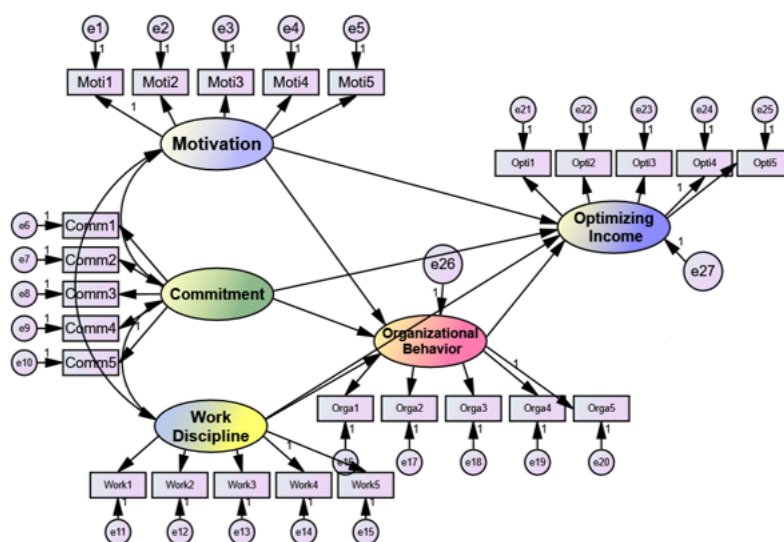 e1 e2 e3 e4 e5
1 1 1 1 1
Moti1 Moti2 Moti3 Moti4 Moti5
1
Motivation
e21 e22 e23 e24 e25
1 1 1 1 1
Opti1 Opti2 Opti3 Opti4 Opti5
1
Optimizing
Income
1
e27
e6 1 Comm1
e7 1 Comm2
e8 1 Comm3
e9 1 Comm4
e10 1 Comm5
1
Commitment
e26
1
Organizational
Behavior
1
Orga1 Orga2 Orga3 Orga4 Orga5
1 1 1 1 1
e16 e17 e18 e19 e20
Work
Discipline
1
Work1 Work2 Work3 Work4 Work5
1 1 1 1 1
e11 e12 e13 e14 e15